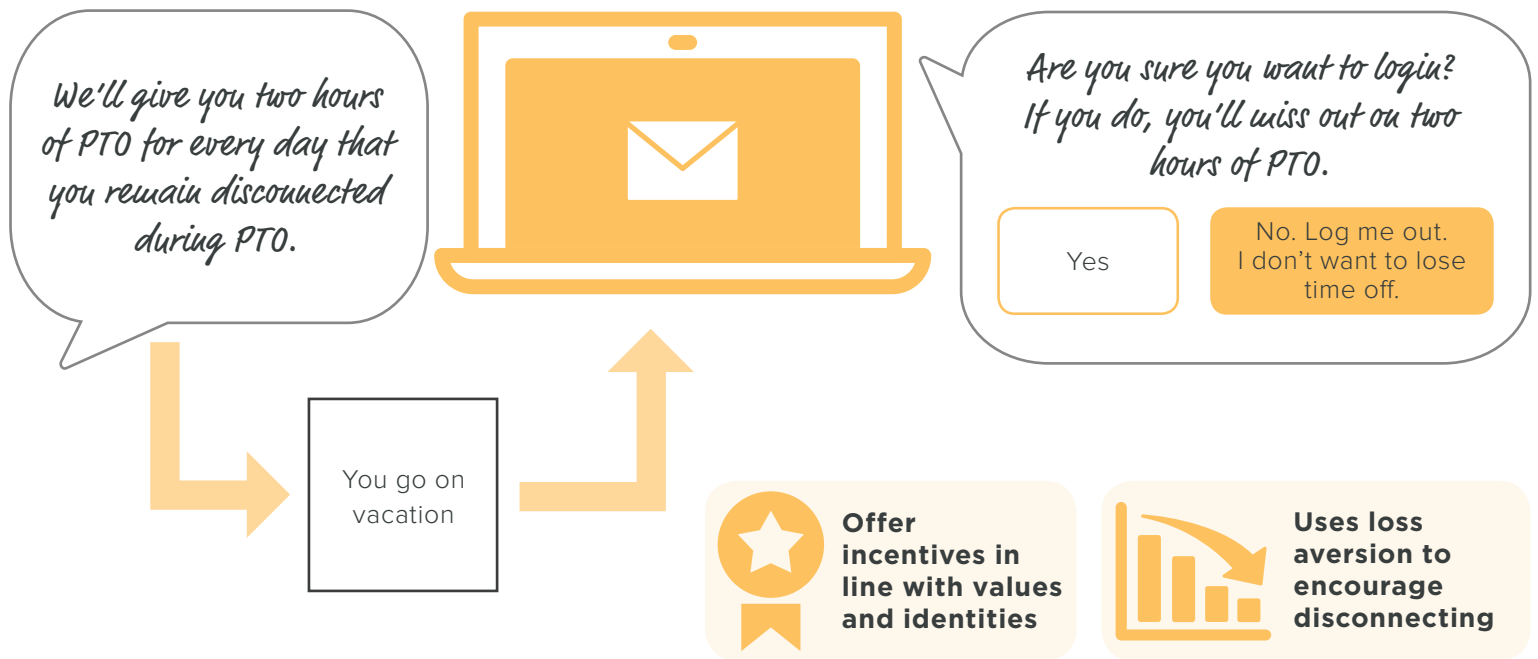 We'll give you two hours
of PTO for every day that
you remain disconnected
during PTO.
Are you sure you want to login?
If you do, you'll miss out on two
hours of PTO.
Yes
No. Log me out.
I don't want to lose
time off.
You go on
vacation
Offer
incentives in
line with values
and identities
Uses loss
aversion to
encourage
disconnecting